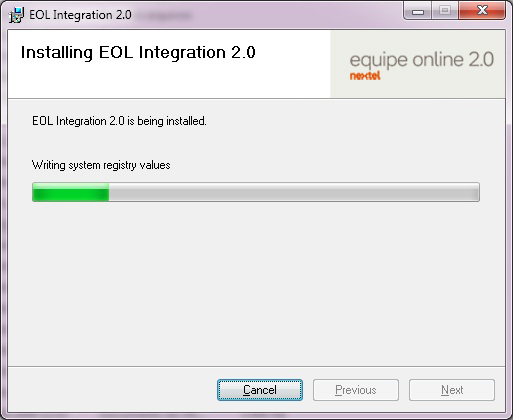 EOL Integration 2.0
Installing EOL Integration 2.0
equipe online 2.0
nextel
EOL Integration 2.0 is being installed.
Writing system registry values
Cancel
Previous
Next